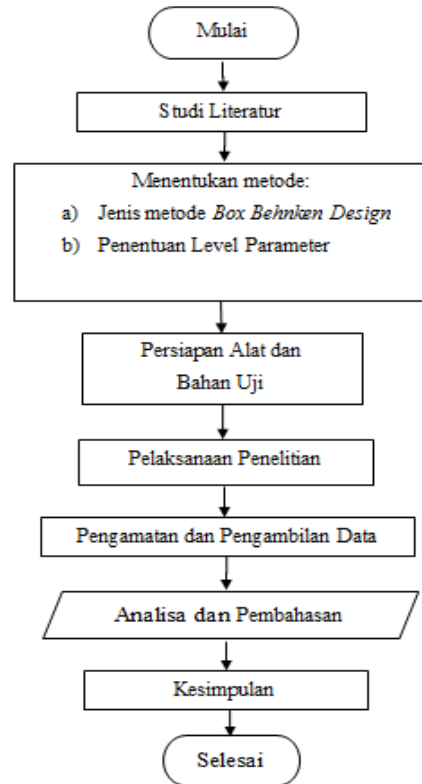 Mulai
Studi Literatur
Menentukan metode:
a) Jenis metode Box Behnken Design
b) Penentuan Level Parameter
Persiapan Alat dan
Bahan Uji
Pelaksanaan Penelitian
Pengamatan dan Pengambilan Data
Analisa dan Pembahasan
Kesimpulan
Selesai